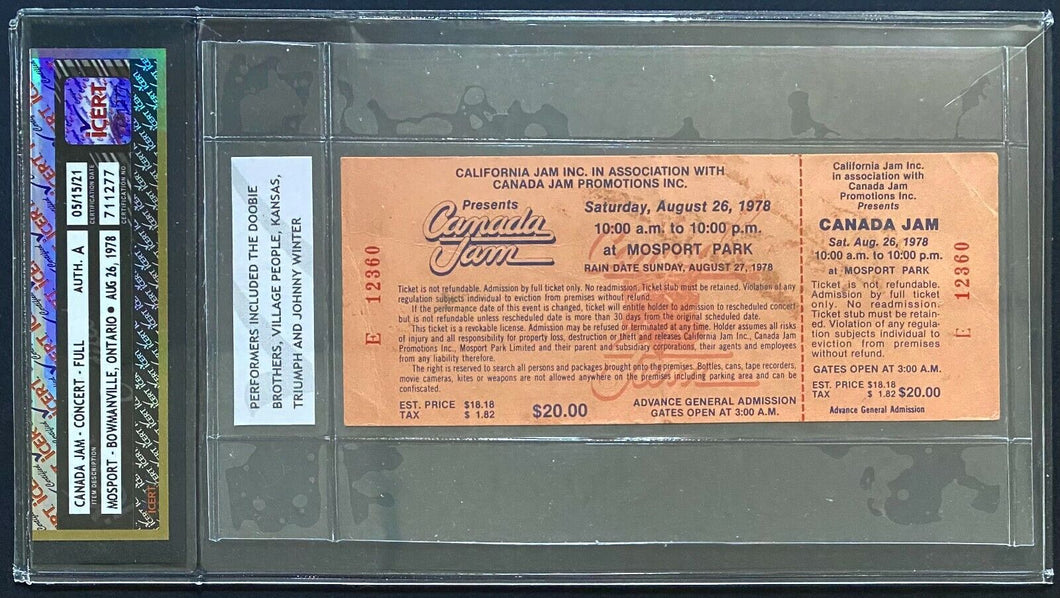 ICERT
05/15/21
CERTIFICATION DATE
7111277
CERTIFICATION NO.
CANADA JAM - CONCERT - FULL AUTH. A
ITEM DESCRIPTION
MOSPORT - BOWMANVILLE, ONTARIO ● AUG 26, 1978
ICERT
PERFORMERS INCLUDED THE DOOBIE
BROTHERS, VILLAGE PEOPLE, KANSAS,
TRIUMPH AND JOHNNY WINTER
E 12360
CALIFORNIA JAM INC. IN ASSOCIATION WITH
CANADA JAM PROMOTIONS INC.
Presents
Canada
Jam
Saturday, August 26, 1978
10:00 a.m. to 10:00 p.m.
at MOSPORT PARK
RAIN DATE SUNDAY, AUGUST 27, 1978
Ticket is not refundable. Admission by full ticket only. No readmission. Ticket stub must be retained. Violation of any
regulation subjects individual to eviction from premises without refund.
If the performance date of this event is changed, ticket will entitle holder to admission to rescheduled concert
but is not refundable unless rescheduled date is more than 30 days from the original scheduled date.
This ticket is a revokable license. Admission may be refused or terminated at any time. Holder assumes all risks
of injury and all responsibility for property loss, destruction or theft and releases California Jam Inc., Canada Jam
Promotions Inc., Mosport Park Limited and their parent and subsidiary corporations, their agents and employees
from any liability therefore.
The right is reserved to search all persons and packages brought onto the premises. Bottles, cans, tape recorders,
movie cameras, kites or weapons are not allowed anywhere on the premises including parking area and can be
confiscated.
EST. PRICE $18.18
TAX $ 1.82
$20.00
ADVANCE GENERAL ADMISSION
GATES OPEN AT 3:00 A.M.
California Jam Inc.
in association with
Canada Jam
Promotions Inc.
Presents
CANADA JAM
Sat. Aug. 26, 1978
10:00 a.m. to 10:00 p.m.
at MOSPORT PARK
Ticket is not refundable.
Admission by full ticket
only. No readmission.
Ticket stub must be retain-
ed. Violation of any regula-
tion subjects individual to
eviction from premises
without refund.
GATES OPEN AT 3:00 A.M.
EST. PRICE $18.18
TAX $ 1.82
$20.00
Advance General Admission
E 12360